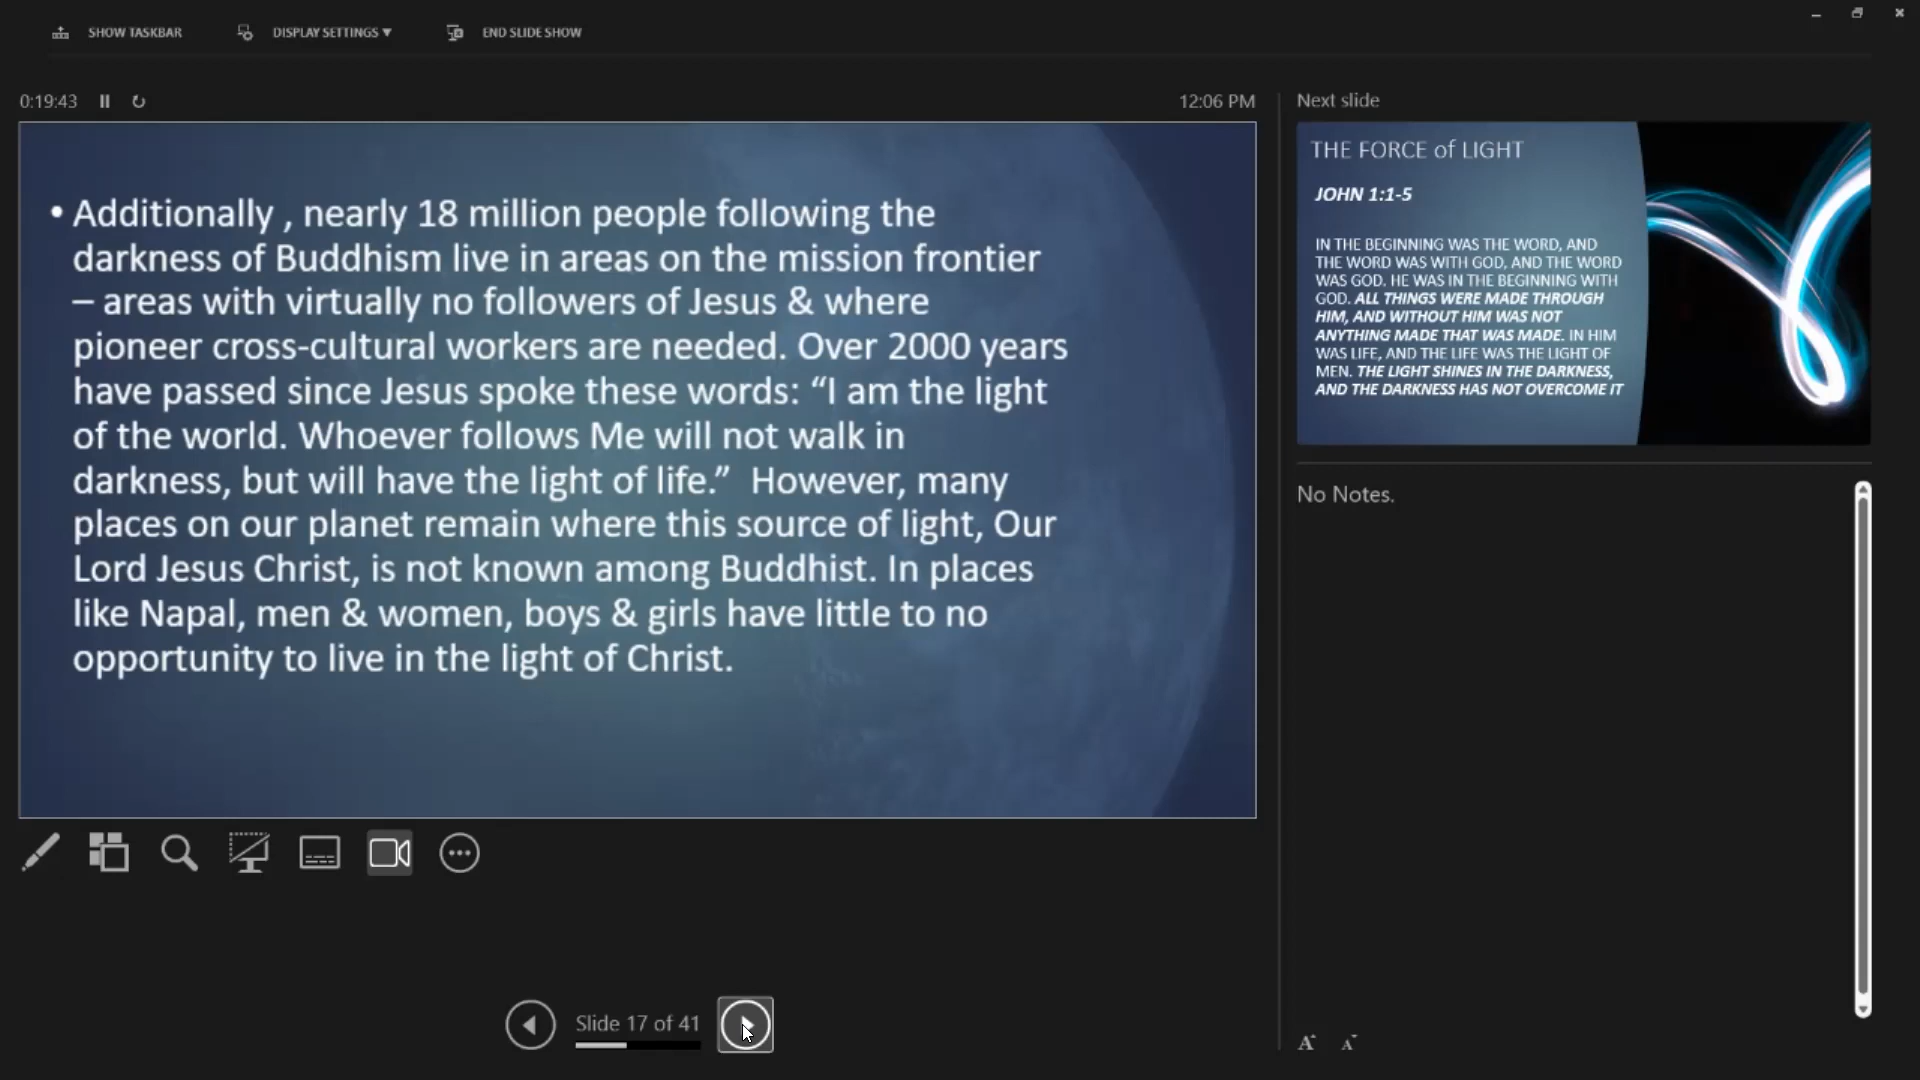 SHOW TASKBAR
DISPLAY SETTINGS ▼
END SLIDE SHOW
0:19:43
12:06 PM
• Additionally , nearly 18 million people following the
darkness of Buddhism live in areas on the mission frontier
– areas with virtually no followers of Jesus & where
pioneer cross-cultural workers are needed. Over 2000 years
have passed since Jesus spoke these words: “I am the light
of the world. Whoever follows Me will not walk in
darkness, but will have the light of life.” However, many
places on our planet remain where this source of light, Our
Lord Jesus Christ, is not known among Buddhist. In places
like Napal, men & women, boys & girls have little to no
opportunity to live in the light of Christ.
Slide 17 of 41
Next slide
THE FORCE of LIGHT
JOHN 1:1-5
IN THE BEGINNING WAS THE WORD, AND
THE WORD WAS WITH GOD, AND THE WORD
WAS GOD. HE WAS IN THE BEGINNING WITH
GOD. ALL THINGS WERE MADE THROUGH
HIM, AND WITHOUT HIM WAS NOT
ANYTHING MADE THAT WAS MADE. IN HIM
WAS LIFE, AND THE LIFE WAS THE LIGHT OF
MEN. THE LIGHT SHINES IN THE DARKNESS,
AND THE DARKNESS HAS NOT OVERCOME IT
No Notes.
A A